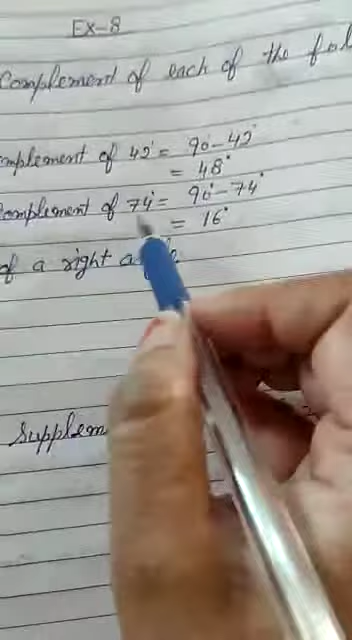 Ex-8
Complement of each of the fol
omplement of 42° = 90°-42°
= 48°
Complement of 74° = 90°-74°
= 16°
of a right a
Supplem